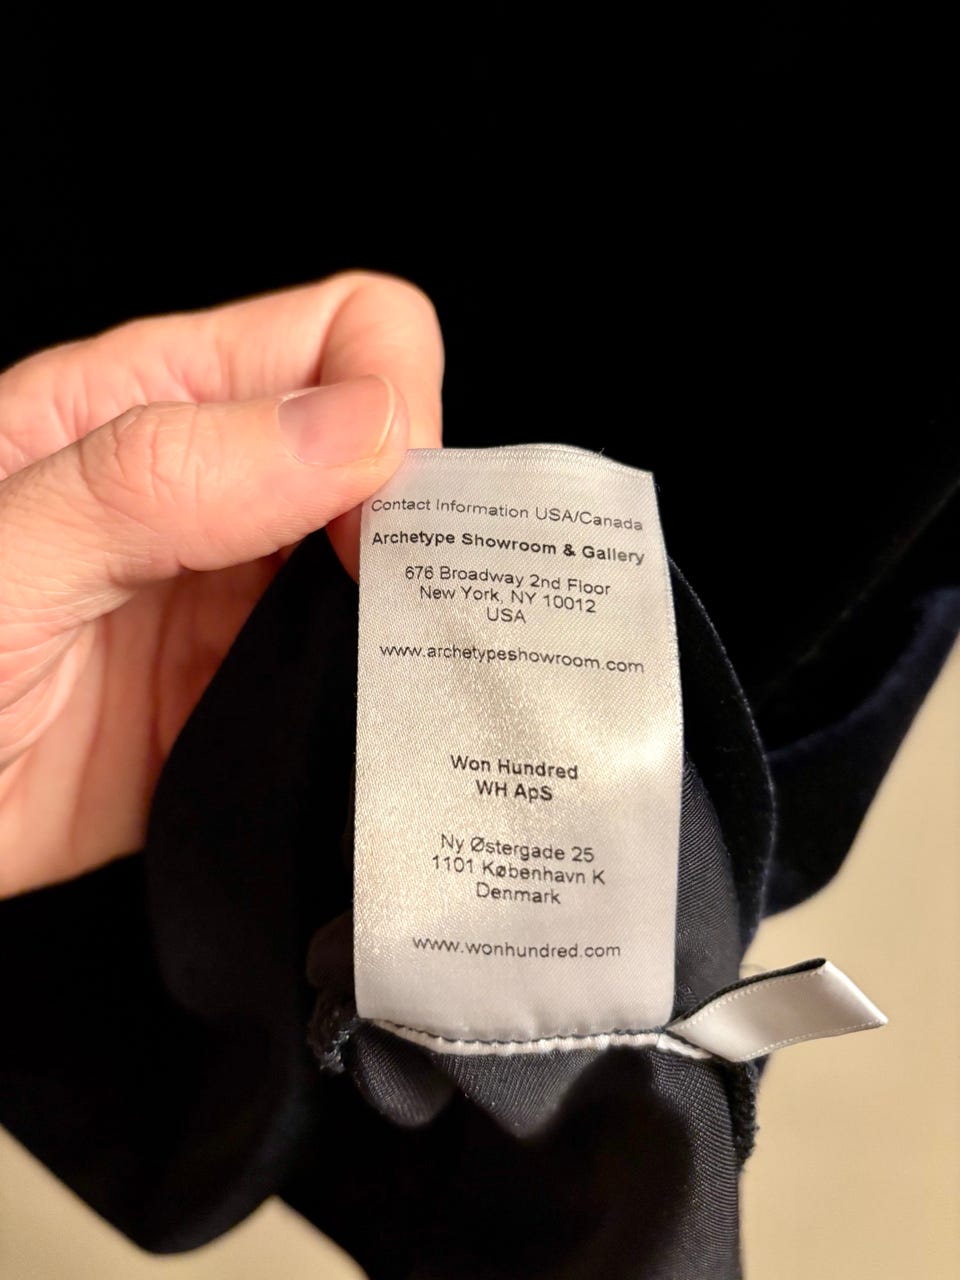 Contact Information USA/Canada
Archetype Showroom & Gallery
676 Broadway 2nd Floor
New York, NY 10012
USA
www.archetypeshowroom.com
Won Hundred
WH ApS
Ny Østergade 25
1101 København K
Denmark
www.wonhundred.com